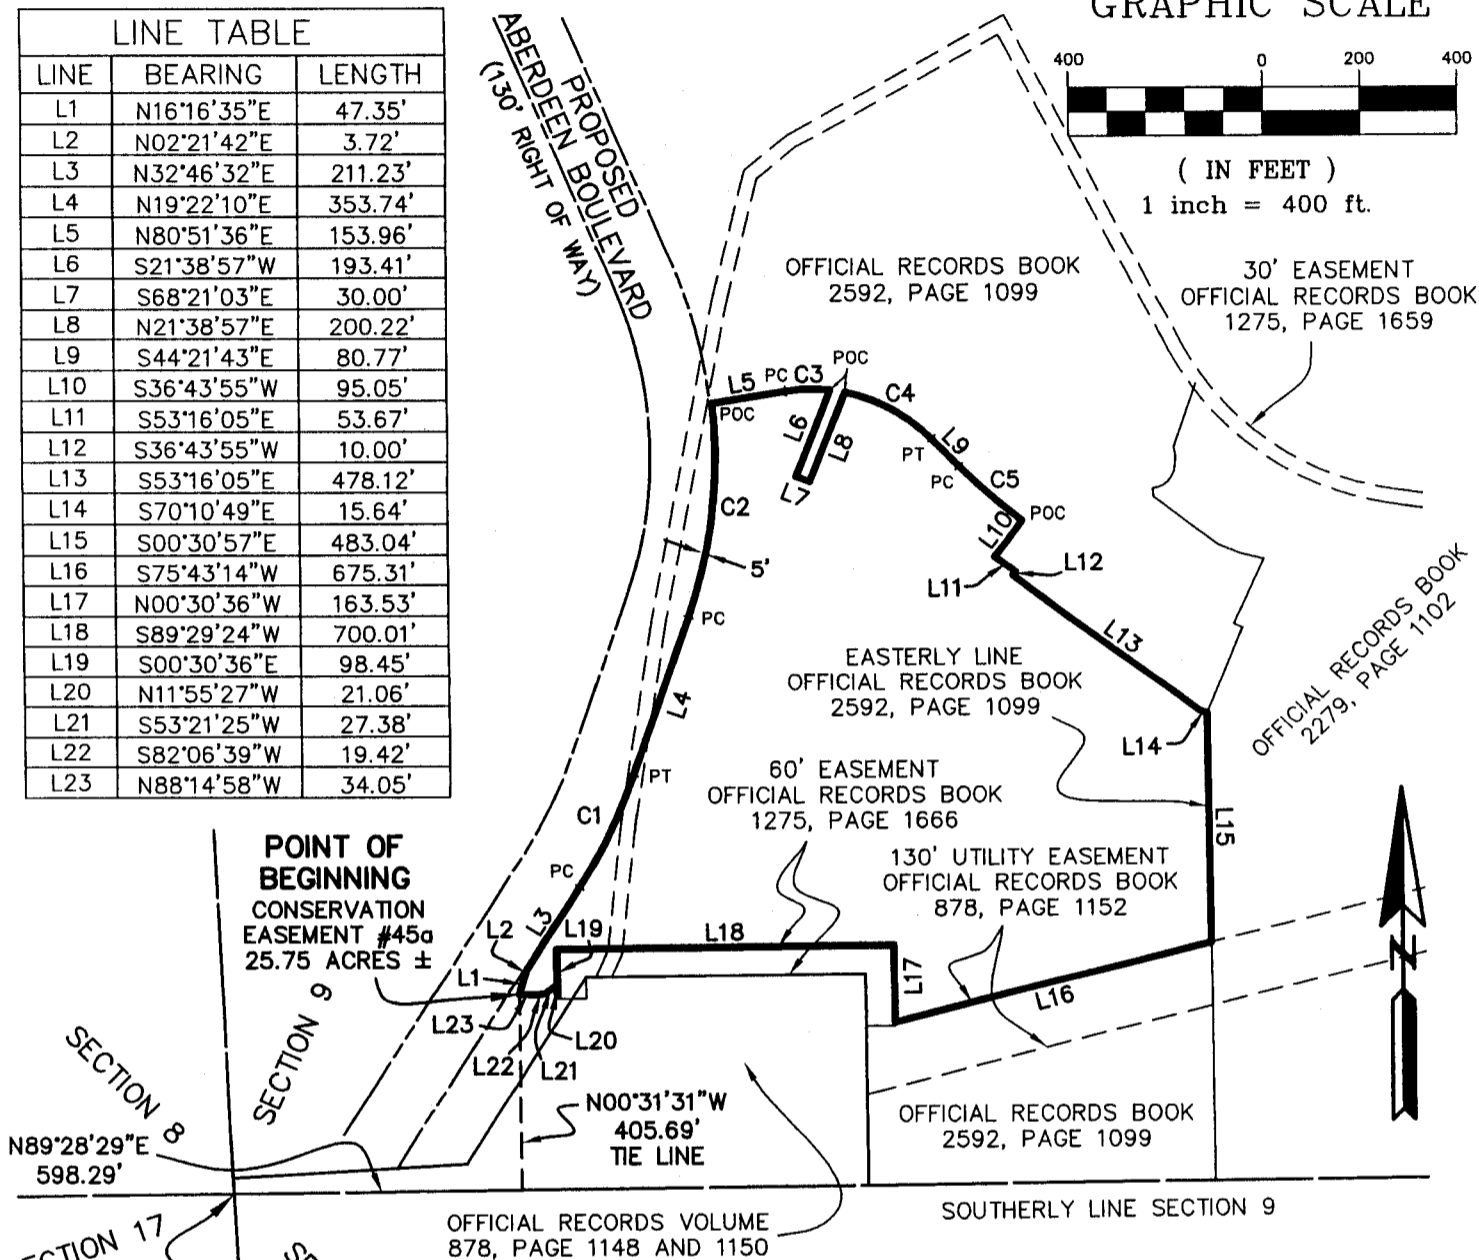 LINE TABLE
LINE BEARING LENGTH
L1 N16°16'35"E 47.35'
L2 N02°21'42"E 3.72'
L3 N32°46'32"E 211.23'
L4 N19°22'10"E 353.74'
L5 N80°51'36"E 153.96'
L6 S21°38'57"W 193.41'
L7 S68°21'03"E 30.00'
L8 N21°38'57"E 200.22'
L9 S44°21'43"E 80.77'
L10 S36°43'55"W 95.05'
L11 S53°16'05"E 53.67'
L12 S36°43'55"W 10.00'
L13 S53°16'05"E 478.12'
L14 S70°10'49"E 15.64'
L15 S00°30'57"E 483.04'
L16 S75°43'14"W 675.31'
L17 N00°30'36"W 163.53'
L18 S89°29'24"W 700.01'
L19 S00°30'36"E 98.45'
L20 N11°55'27"W 21.06'
L21 S53°21'25"W 27.38'
L22 S82°06'39"W 19.42'
L23 N88°14'58"W 34.05'
PROPOSED
ABERDEEN BOULEVARD
(130' RIGHT OF WAY)
GRAPHIC SCALE
400 0 200 400
( IN FEET )
1 inch = 400 ft.
OFFICIAL RECORDS BOOK
2592, PAGE 1099
30' EASEMENT
OFFICIAL RECORDS BOOK
1275, PAGE 1659
POC
L5 PC C3
POC
C4
L6
L8
L7
L9
PT
PC
C5
C2
POC
L10
5'
L11
L12
PC
L13
OFFICIAL RECORDS BOOK
2279, PAGE 1102
EASTERLY LINE
OFFICIAL RECORDS BOOK
2592, PAGE 1099
L4
L14
PT
60' EASEMENT
OFFICIAL RECORDS BOOK
1275, PAGE 1666
C1
L15
130' UTILITY EASEMENT
OFFICIAL RECORDS BOOK
878, PAGE 1152
PC
POINT OF
BEGINNING
CONSERVATION
EASEMENT #45a
25.75 ACRES ±
L3
L2
L19
L18
L1
L17
L16
L23
L20
L22
L21
N
SECTION 9
SECTION 8
N00°31'31"W
405.69'
TIE LINE
OFFICIAL RECORDS BOOK
2592, PAGE 1099
N89°28'29"E
598.29'
SOUTHERLY LINE SECTION 9
OFFICIAL RECORDS VOLUME
878, PAGE 1148 AND 1150
ECTION 17
SE